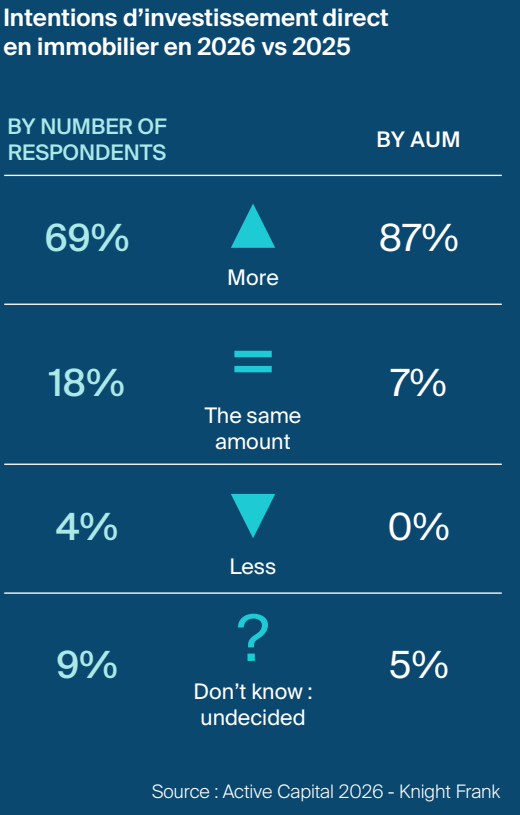 Intentions d’investissement direct
en immobilier en 2026 vs 2025
BY NUMBER OF
RESPONDENTS
BY AUM
69%
More
87%
=
18%
The same
amount
7%
4%
Less
0%
?
9%
Don’t know :
undecided
5%
Source : Active Capital 2026 - Knight Frank